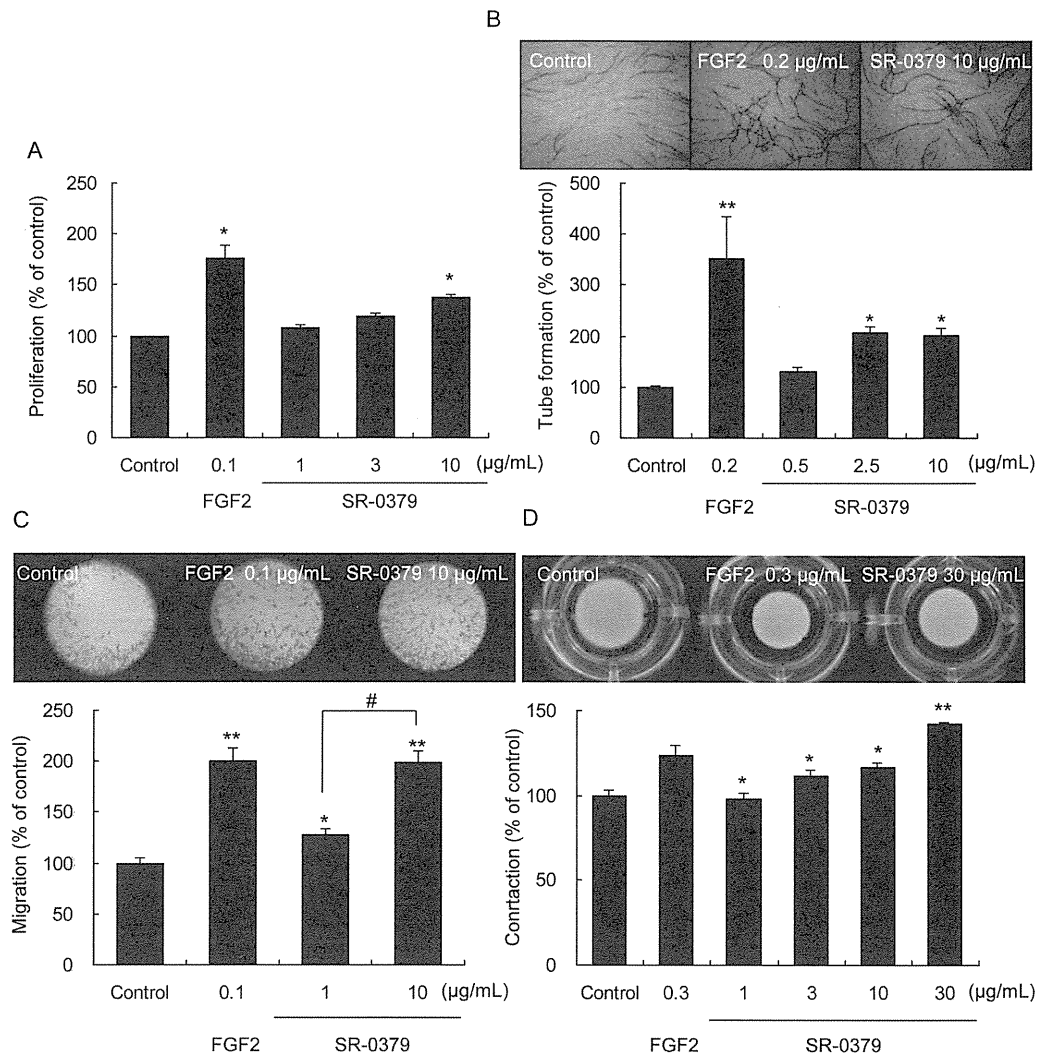 A
Proliferation (% of control)
250
200
150
100
50
0
*
*
Control 0.1 1 3 10 (µg/mL)
FGF2 SR-0379
B
Control FGF2 0.2 µg/mL SR-0379 10 µg/mL
Tube formation (% of control)
500
400
300
200
100
0
**
*
*
Control 0.2 0.5 2.5 10 (µg/mL)
FGF2 SR-0379
C
Control FGF2 0.1 µg/mL SR-0379 10 µg/mL
Migration (% of control)
250
200
150
100
50
0
#
**
*
**
Control 0.1 1 10 (µg/mL)
FGF2 SR-0379
D
Control FGF2 0.3 µg/mL SR-0379 30 µg/mL
Conrtaction (% of control)
150
100
50
0
*
*
*
**
Control 0.3 1 3 10 30 (µg/mL)
FGF2 SR-0379